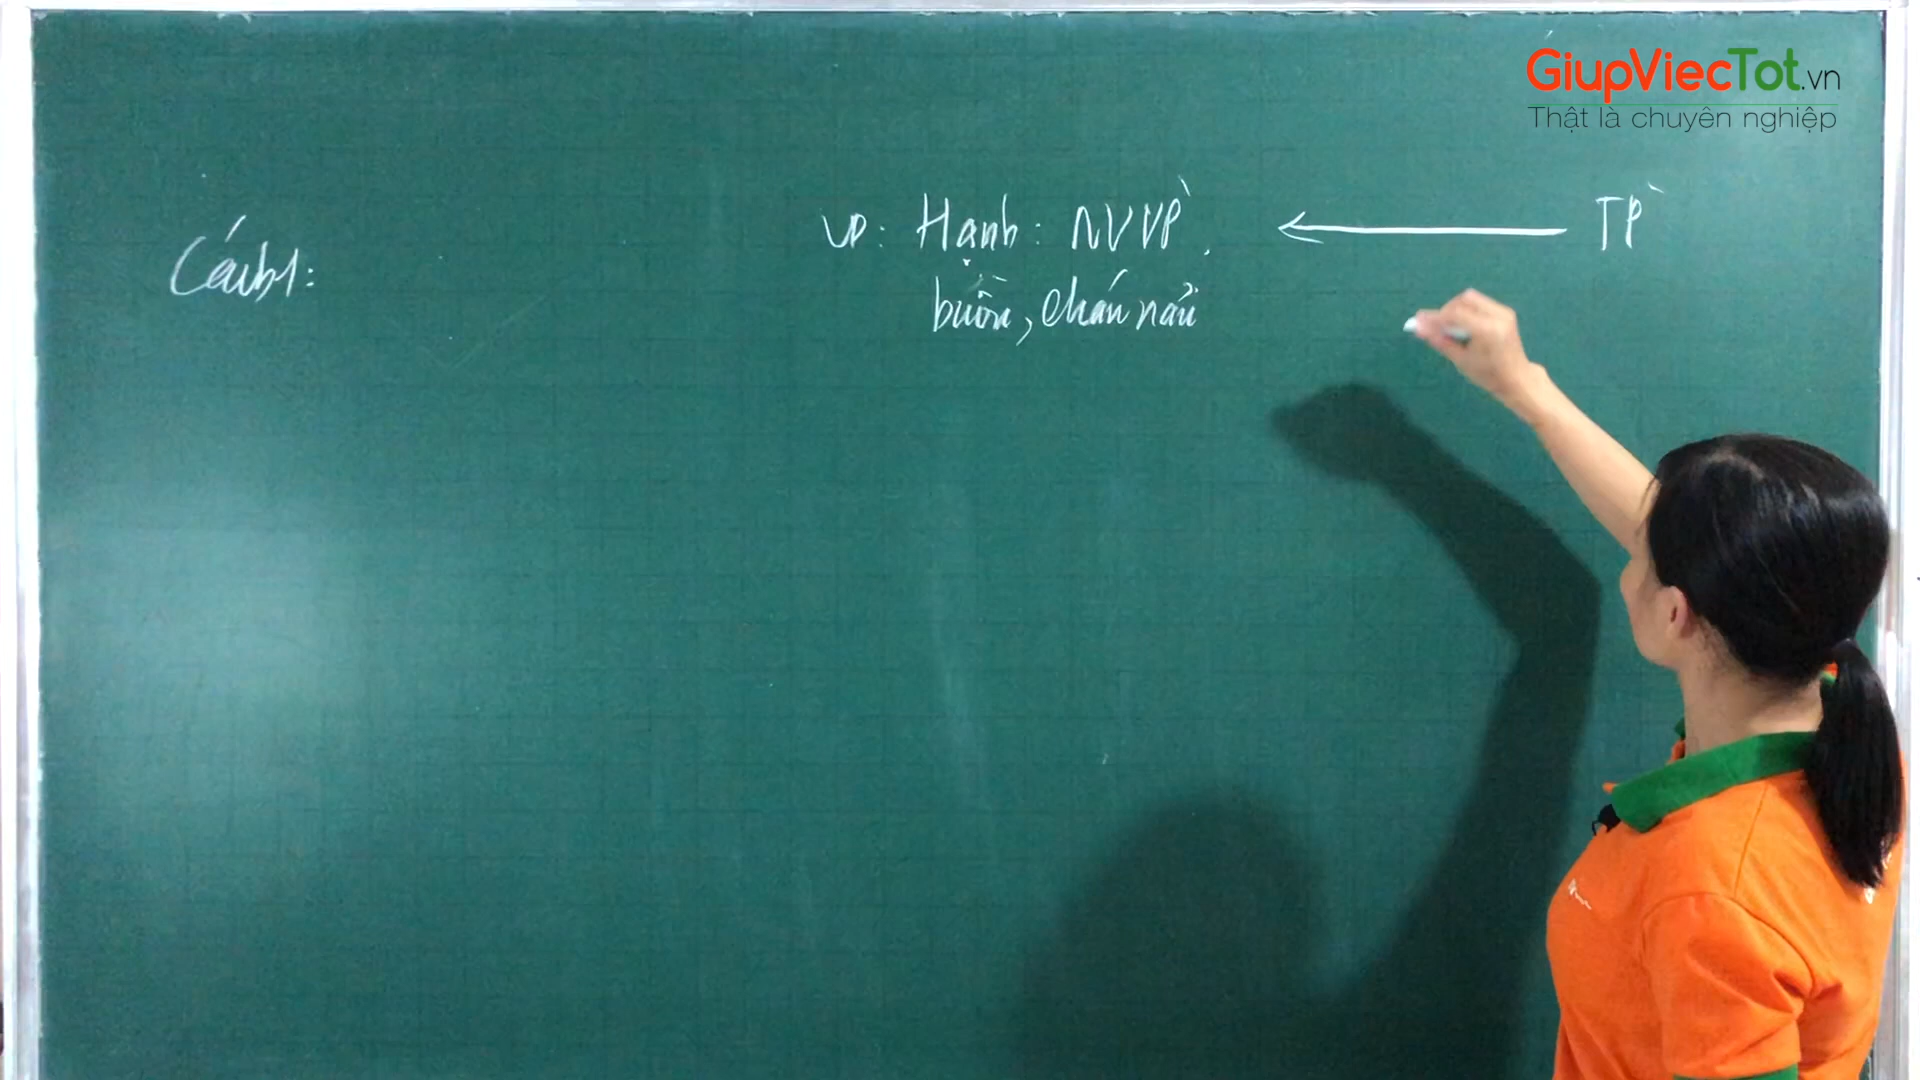 GiupViecTot.vn
Thật là chuyên nghiệp
VD: Hạnh: NVVP ← TP
Cách1:
buồn, chán nản